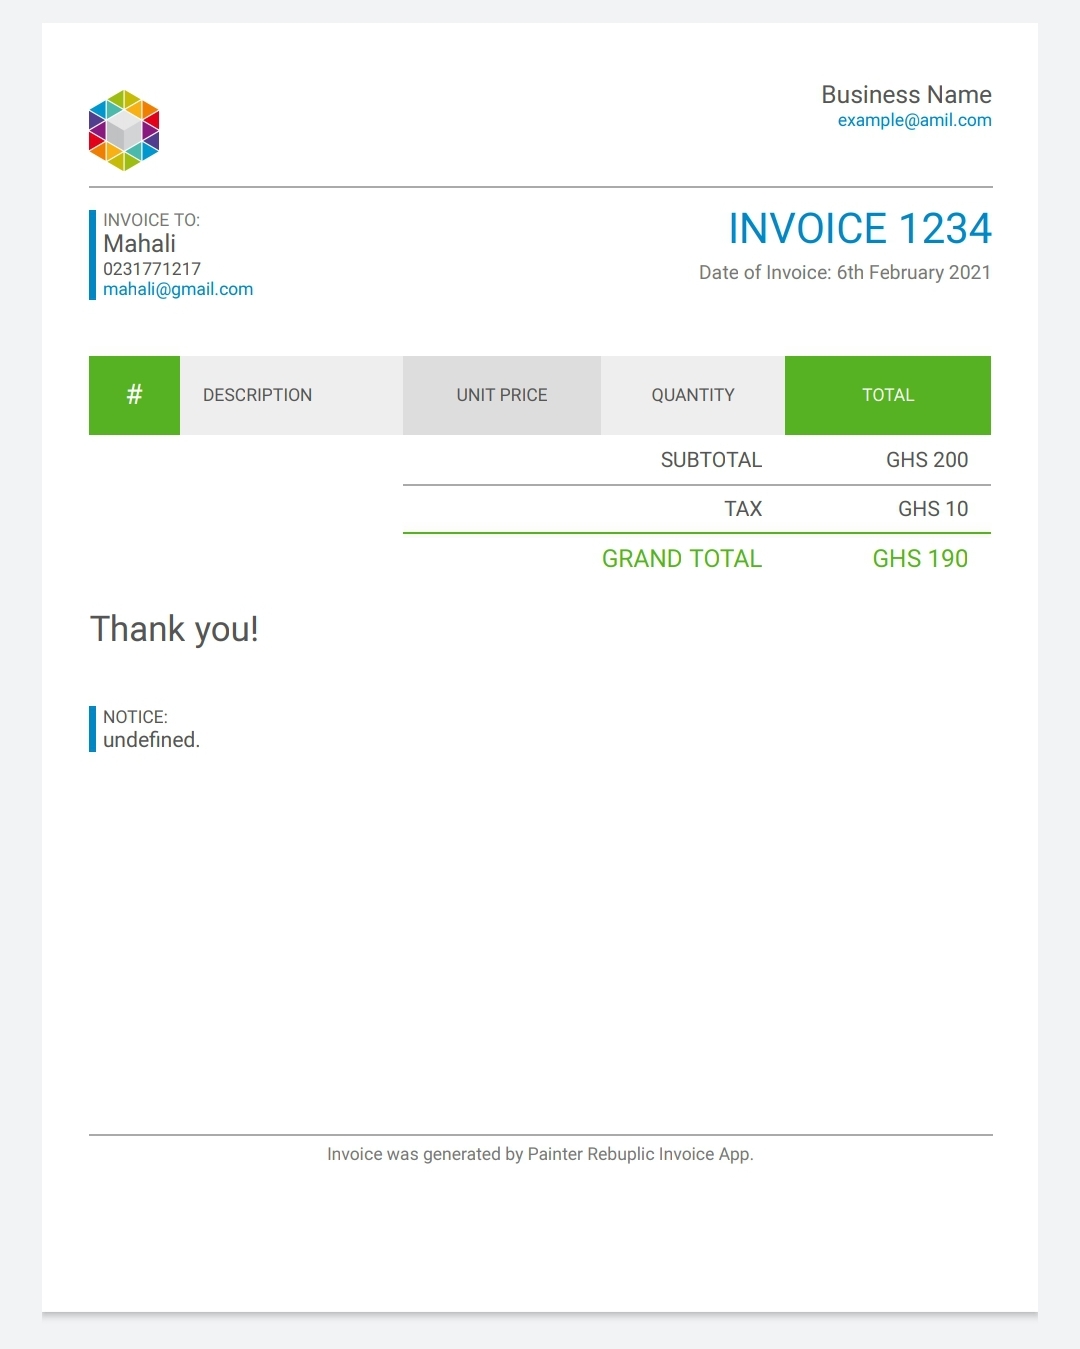 Business Name
example@amil.com
INVOICE TO:
Mahali
0231771217
mahali@gmail.com
INVOICE 1234
Date of Invoice: 6th February 2021
# DESCRIPTION UNIT PRICE QUANTITY TOTAL
SUBTOTAL GHS 200
TAX GHS 10
GRAND TOTAL GHS 190
Thank you!
NOTICE:
undefined.
Invoice was generated by Painter Rebuplic Invoice App.